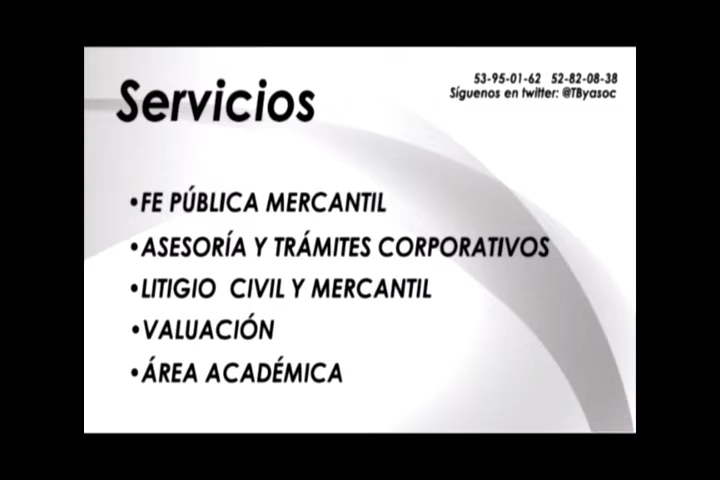 Servicios
53-95-01-62   52-82-08-38
Síguenos en twitter: @TByasoc
•FE PÚBLICA MERCANTIL
•ASESORÍA Y TRÁMITES CORPORATIVOS
•LITIGIO  CIVIL Y MERCANTIL
•VALUACIÓN
•ÁREA ACADÉMICA